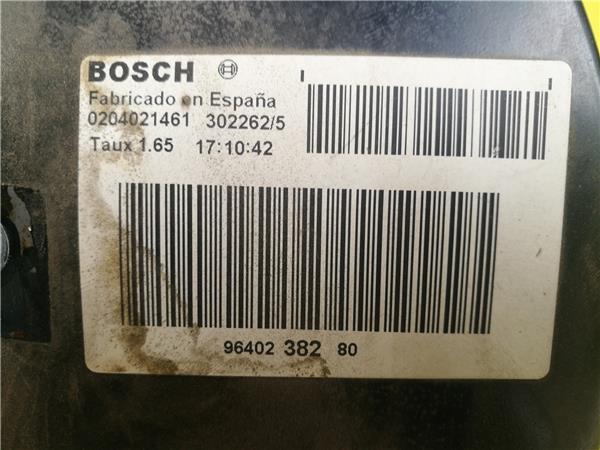 BOSCH
Fabricado en España
0204021461 302262/5
Taux 1.65 17:10:42
96402 382 80